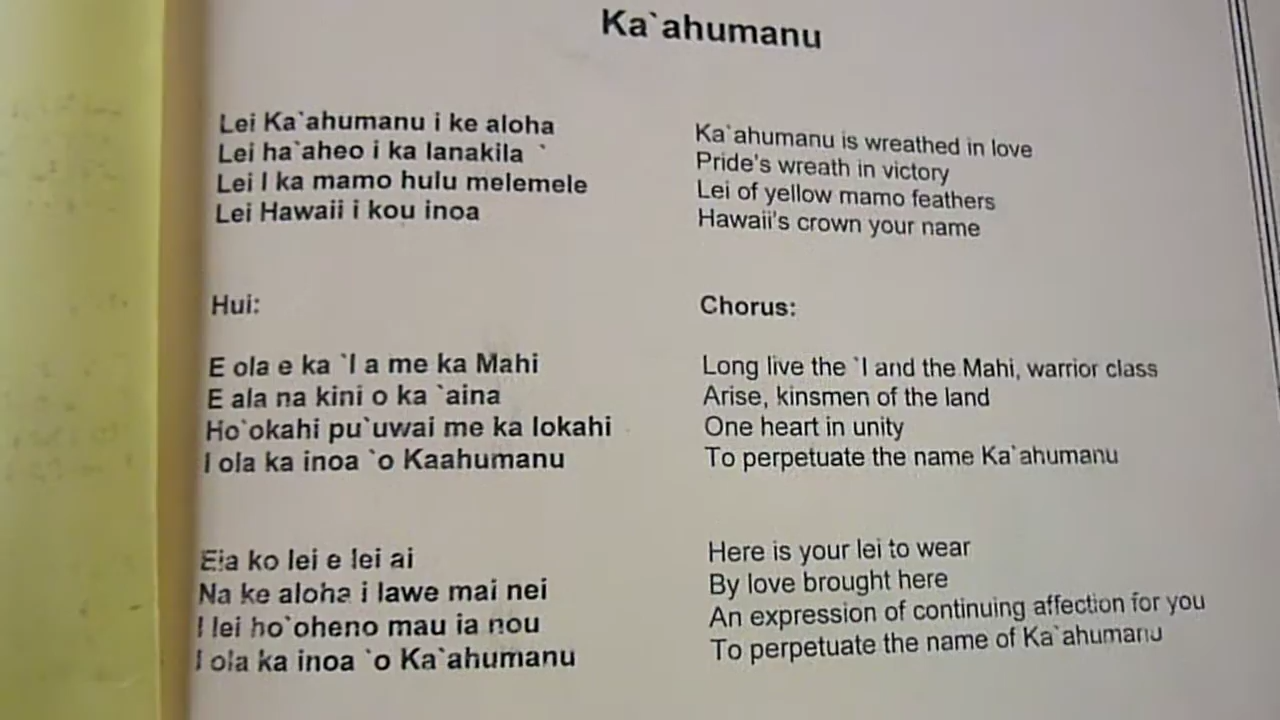 Ka`ahumanu
Lei Ka`ahumanu i ke aloha
Lei ha`aheo i ka lanakila `
Lei I ka mamo hulu melemele
Lei Hawaii i kou inoa
Ka`ahumanu is wreathed in love
Pride's wreath in victory
Lei of yellow mamo feathers
Hawaii's crown your name
Hui:
E ola e ka `I a me ka Mahi
E ala na kini o ka `aina
Ho`okahi pu`uwai me ka lokahi
I ola ka inoa `o Kaahumanu
Chorus:
Long live the `I and the Mahi, warrior class
Arise, kinsmen of the land
One heart in unity
To perpetuate the name Ka`ahumanu
Eia ko lei e lei ai
Na ke aloha i lawe mai nei
I lei ho`oheno mau ia nou
I ola ka inoa `o Ka`ahumanu
Here is your lei to wear
By love brought here
An expression of continuing affection for you
To perpetuate the name of Ka`ahumanu